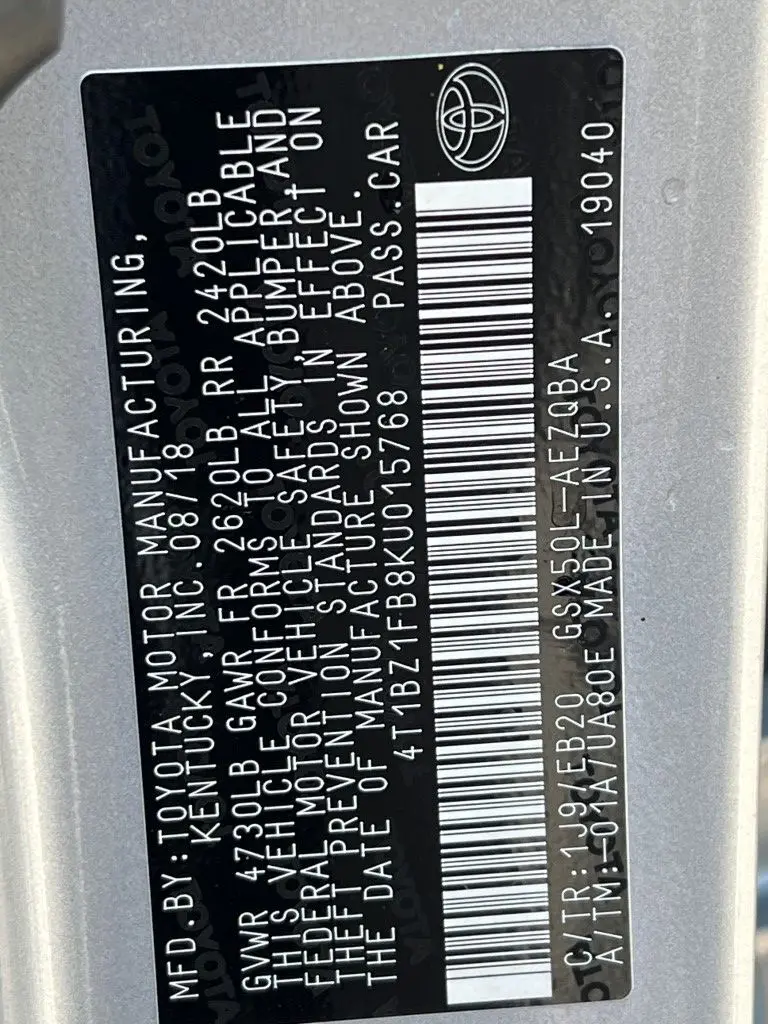 MFD.BY:TOYOTA MOTOR MANUFACTURING,
KENTUCKY,INC.08/18
GVWR 4730LB GAWR FR 2620LB RR 2420LB
THIS VEHICLE CONFORMS TO ALL APPLICABLE
FEDERAL MOTOR VEHICLE SAFETY,BUMPER,AND
THEFT PREVENTION STANDARDS IN EFFECT ON
THE DATE OF MANUFACTURE SHOWN ABOVE.
4T1BZ1FB8KU015768 PASS.CAR
C/TR:1J9/EB20 GSX50L-AEZQBA
A/TM:-01A/UA80E MADE IN U.S.A. 19040